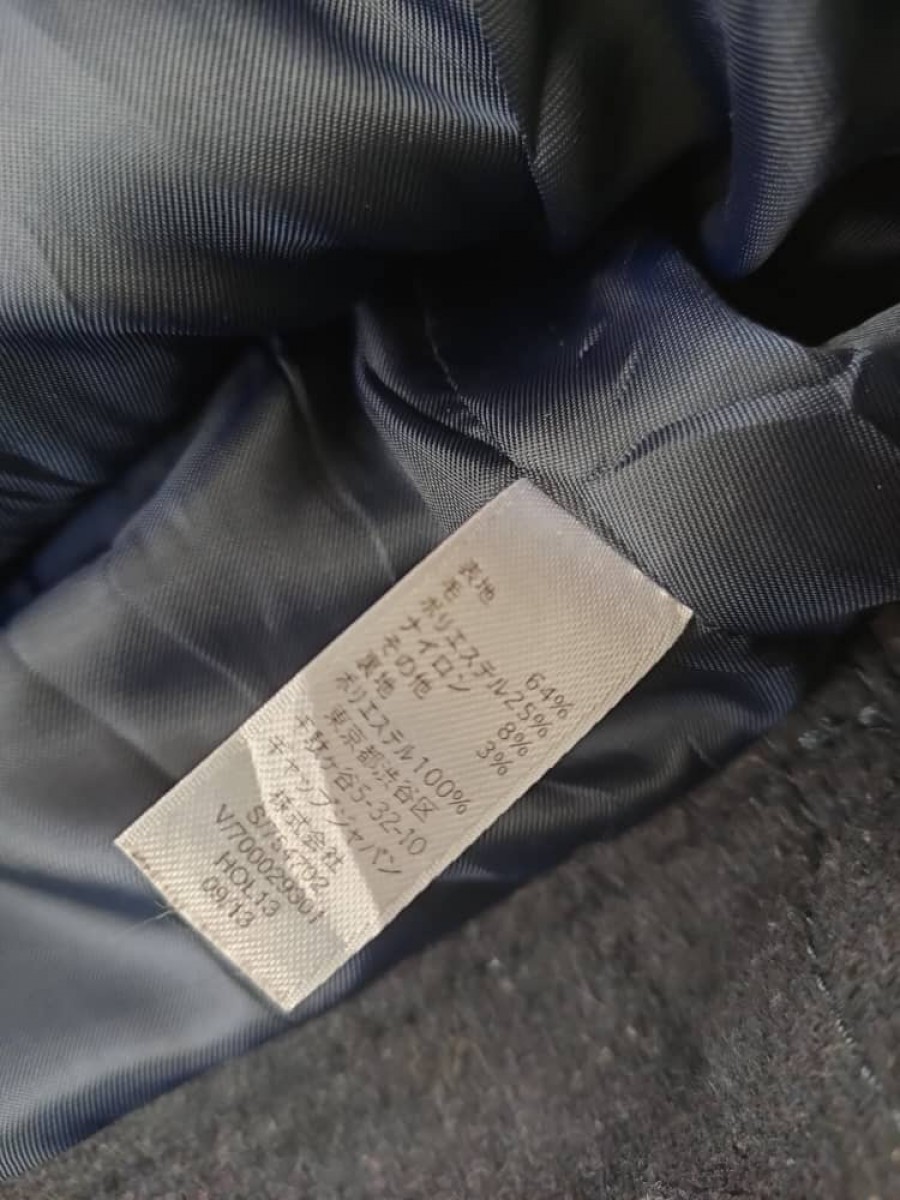 表地
毛 64%
ポリエステル25%
ナイロン 8%
その他 3%
裏地
ポリエステル100%
東京都渋谷区
千駄ヶ谷5-32-10
ギャップジャパン
株式会社
V700029301
HOL13
09/13